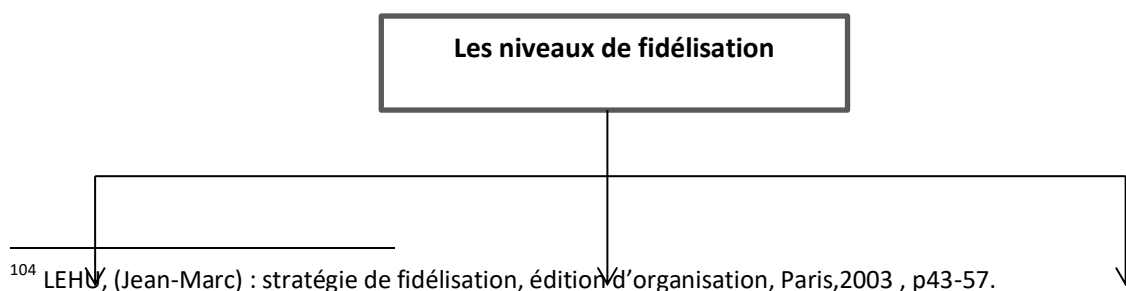 Les niveaux de fidélisation
104 LEHU, (Jean-Marc) : stratégie de fidélisation, édition d’organisation, Paris,2003 , p43-57.